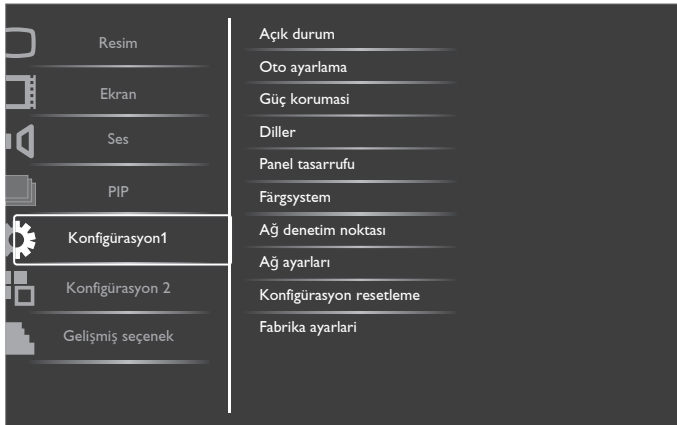 Resim
Ekran
Ses
PIP
Konfigürasyon1
Konfigürasyon 2
Gelişmiş seçenek
Açık durum
Oto ayarlama
Güç korumasi
Diller
Panel tasarrufu
Färgsystem
Ağ denetim noktası
Ağ ayarları
Konfigürasyon resetleme
Fabrika ayarlari